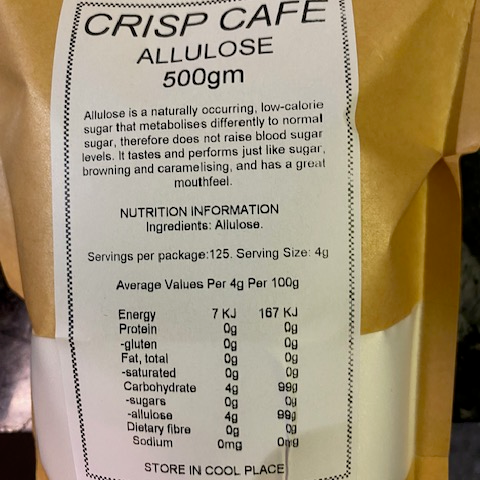 CRISP CAFE
ALLULOSE
500gm
Allulose is a naturally occurring, low-calorie
sugar that metabolises differently to normal
sugar, therefore does not raise blood sugar
levels. It tastes and performs just like sugar,
browning and caramelising, and has a great
mouthfeel.
NUTRITION INFORMATION
Ingredients: Allulose.
Servings per package:125. Serving Size: 4g
Average Values Per 4g Per 100g
Energy 7 KJ 167 KJ
Protein 0g 0g
-gluten 0g 0g
Fat, total 0g 0g
-saturated 0g 0g
Carbohydrate 4g 99g
-sugars 0g 0g
-allulose 4g 99g
Dietary fibre 0g 0g
Sodium 0mg 0mg
STORE IN COOL PLACE